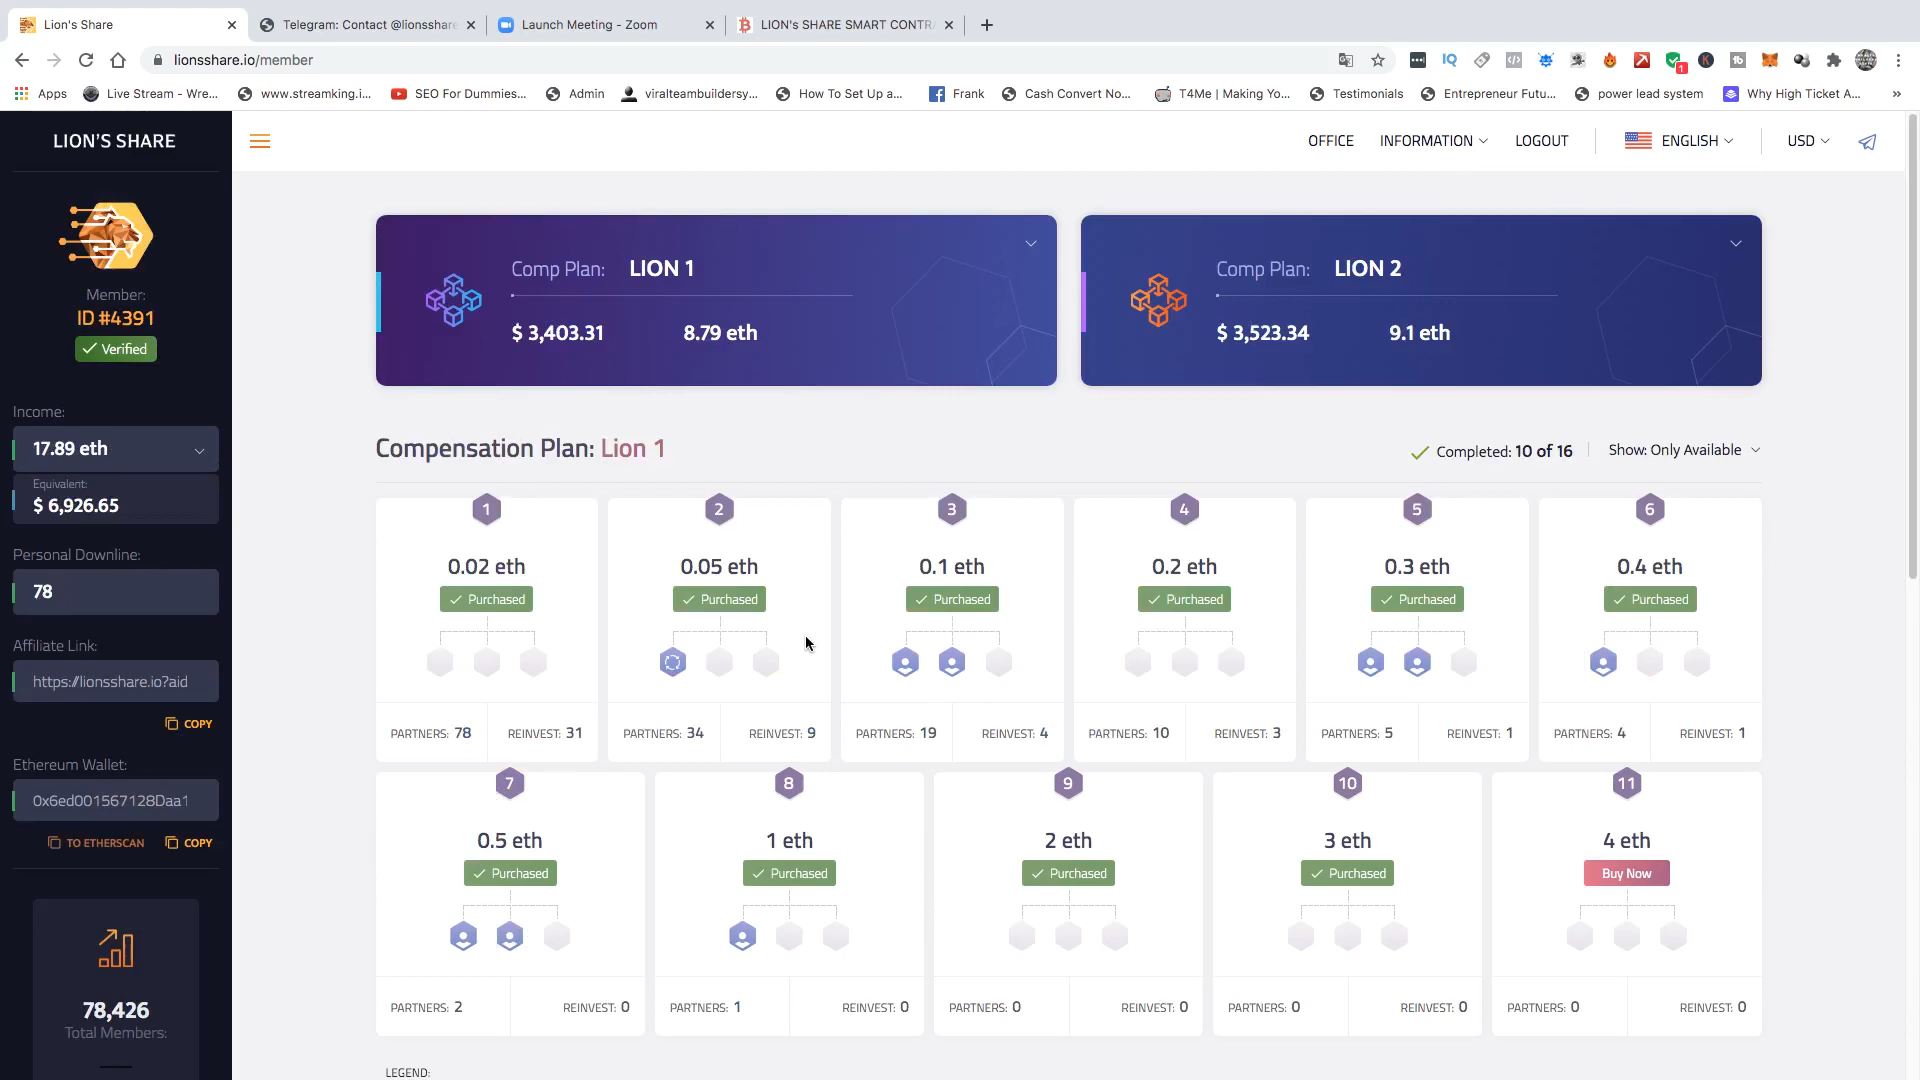 Lion's Share
Telegram: Contact @lionsshare
Launch Meeting - Zoom
LION's SHARE SMART CONTR
lionsshare.io/member
Apps
Live Stream - Wre...
www.streamking.i...
SEO For Dummies...
Admin
viralteambuildersy...
How To Set Up a...
Frank
Cash Convert No...
T4Me | Making Yo...
Testimonials
Entrepreneur Futu...
power lead system
Why High Ticket A...
LION'S SHARE
OFFICE
INFORMATION
LOGOUT
ENGLISH
USD
Member:
ID #4391
Verified
Income:
17.89 eth
Equivalent:
$ 6,926.65
Personal Downline:
78
Affiliate Link:
https://lionsshare.io?aid
COPY
Ethereum Wallet:
0x6ed001567128Daa1
TO ETHERSCAN
COPY
78,426
Total Members:
Comp Plan: LION 1
$ 3,403.31 8.79 eth
Comp Plan: LION 2
$ 3,523.34 9.1 eth
Compensation Plan: Lion 1
Completed: 10 of 16
Show: Only Available
1
0.02 eth
Purchased
PARTNERS: 78 REINVEST: 31
2
0.05 eth
Purchased
PARTNERS: 34 REINVEST: 9
3
0.1 eth
Purchased
PARTNERS: 19 REINVEST: 4
4
0.2 eth
Purchased
PARTNERS: 10 REINVEST: 3
5
0.3 eth
Purchased
PARTNERS: 5 REINVEST: 1
6
0.4 eth
Purchased
PARTNERS: 4 REINVEST: 1
7
0.5 eth
Purchased
PARTNERS: 2 REINVEST: 0
8
1 eth
Purchased
PARTNERS: 1 REINVEST: 0
9
2 eth
Purchased
PARTNERS: 0 REINVEST: 0
10
3 eth
Purchased
PARTNERS: 0 REINVEST: 0
11
4 eth
Buy Now
PARTNERS: 0 REINVEST: 0
LEGEND: